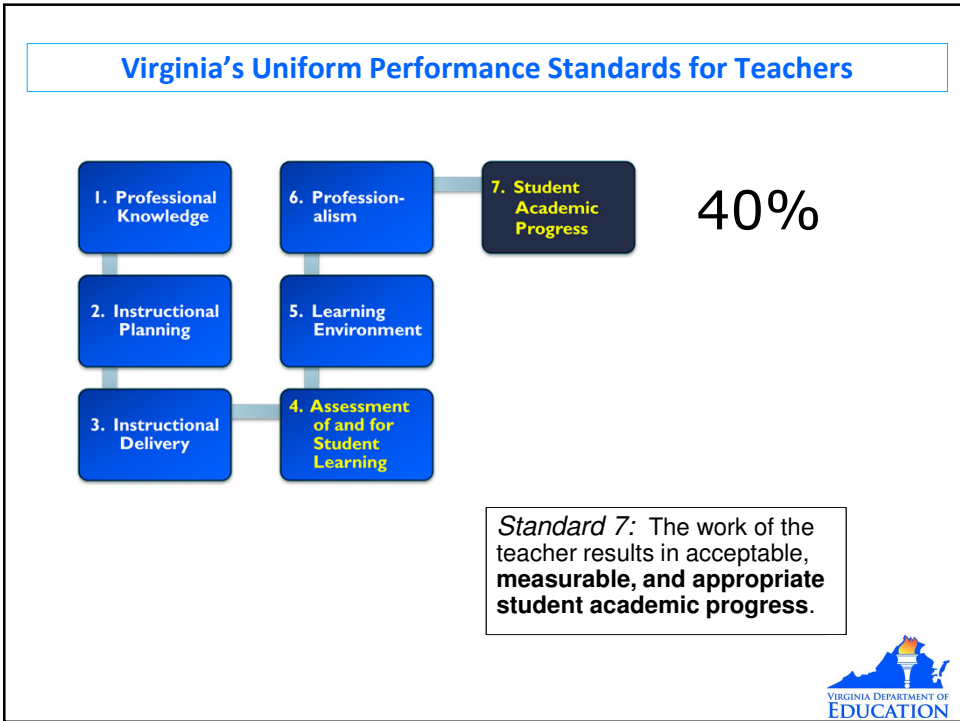 Virginia's Uniform Performance Standards for Teachers
1. Professional
Knowledge
2. Instructional
Planning
3. Instructional
Delivery
4. Assessment
of and for
Student
Learning
5. Learning
Environment
6. Profession-
alism
7. Student
Academic
Progress
40%
Standard 7: The work of the
teacher results in acceptable,
measurable, and appropriate
student academic progress.
VIRGINIA DEPARTMENT OF
EDUCATION